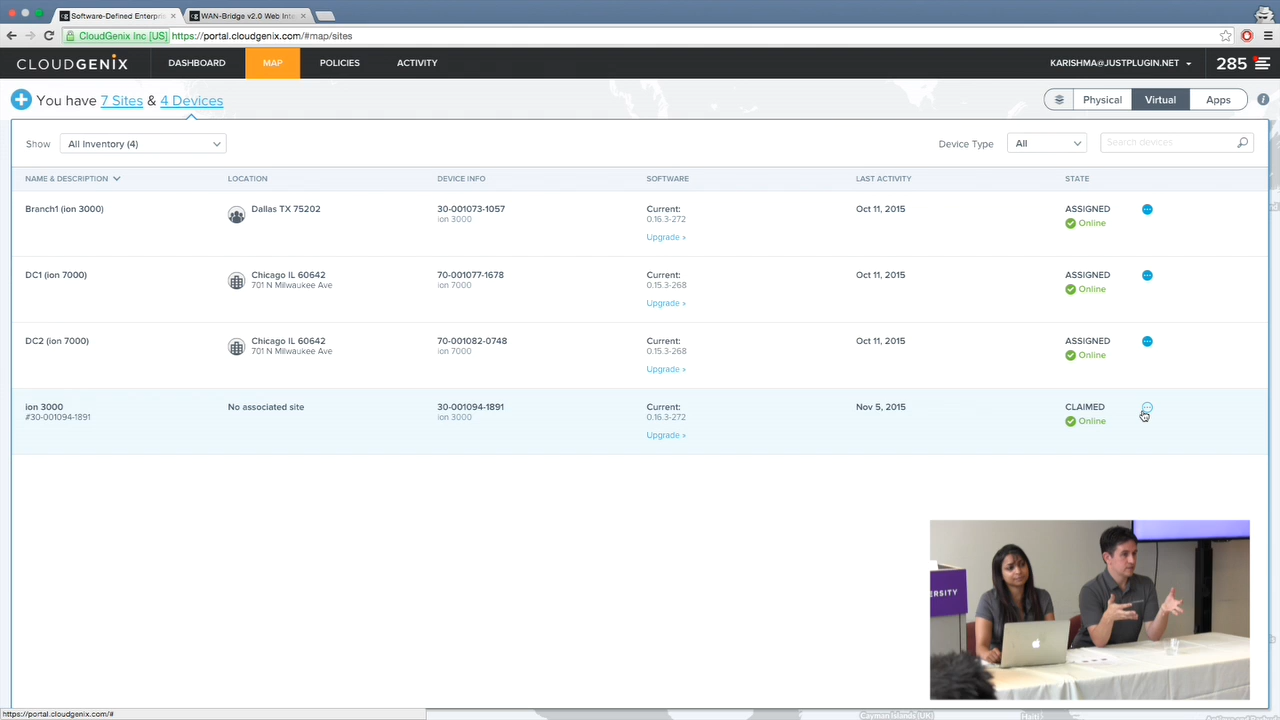 Software-Defined Enterpri
WAN-Bridge v2.0 Web Inte
CloudGenix Inc [US]
https://portal.cloudgenix.com/#map/sites
CLOUDGENIX
DASHBOARD
MAP
POLICIES
ACTIVITY
KARISHMA@JUSTPLUGIN.NET
285
You have 7 Sites & 4 Devices
Physical
Virtual
Apps
Show
All Inventory (4)
Device Type
All
Search devices
NAME & DESCRIPTION
LOCATION
DEVICE INFO
SOFTWARE
LAST ACTIVITY
STATE
Branch1 (ion 3000)
Dallas TX 75202
30-001073-1057
ion 3000
Current:
0.16.3-272
Upgrade »
Oct 11, 2015
ASSIGNED
Online
DC1 (ion 7000)
Chicago IL 60642
701 N Milwaukee Ave
70-001077-1678
ion 7000
Current:
0.15.3-268
Upgrade »
Oct 11, 2015
ASSIGNED
Online
DC2 (ion 7000)
Chicago IL 60642
701 N Milwaukee Ave
70-001082-0748
ion 7000
Current:
0.15.3-268
Upgrade »
Oct 11, 2015
ASSIGNED
Online
ion 3000
#30-001094-1891
No associated site
30-001094-1891
ion 3000
Current:
0.16.3-272
Upgrade »
Nov 5, 2015
CLAIMED
Online
ERSITY
https://portal.cloudgenix.com/#
Cayman Islands (UK)
Haiti